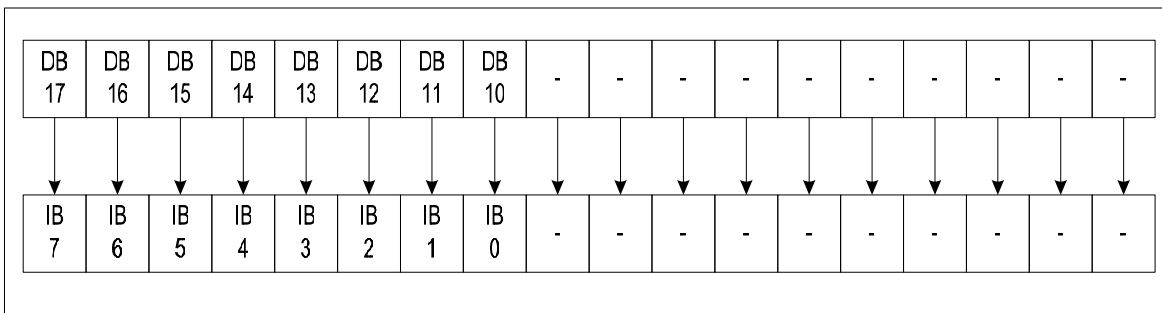 DB DB DB DB DB DB DB DB - - - - - - - - - -
17 16 15 14 13 12 11 10
IB IB IB IB IB IB IB IB - - - - - - - - - -
7 6 5 4 3 2 1 0